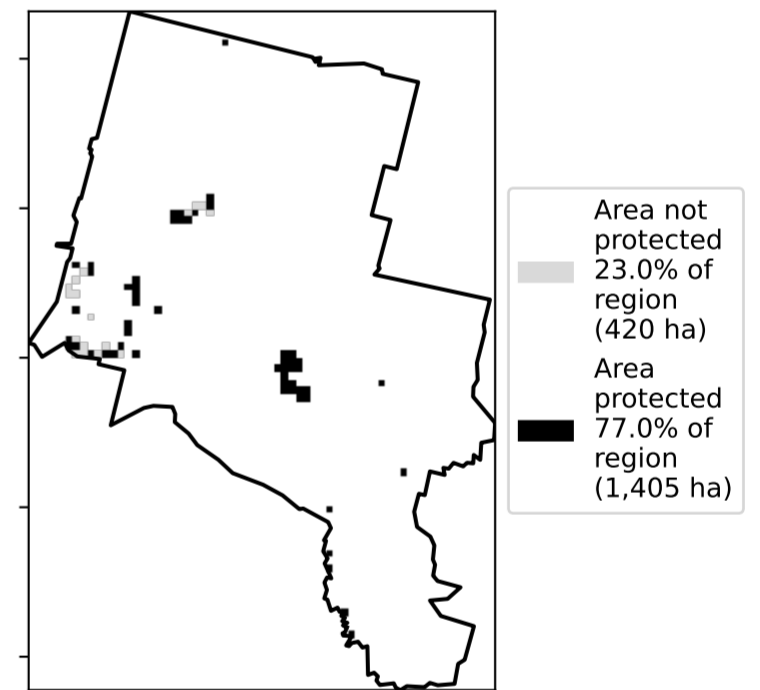 Area not
protected
23.0% of
region
(420 ha)
Area
protected
77.0% of
region
(1,405 ha)